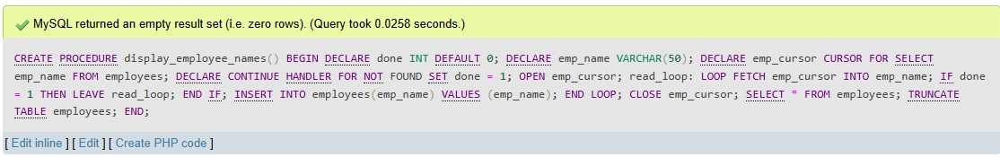 MySQL returned an empty result set (i.e. zero rows). (Query took 0.0258 seconds.)
CREATE PROCEDURE display_employee_names() BEGIN DECLARE done INT DEFAULT 0; DECLARE emp_name VARCHAR(50); DECLARE emp_cursor CURSOR FOR SELECT
emp_name FROM employees; DECLARE CONTINUE HANDLER FOR NOT FOUND SET done = 1; OPEN emp_cursor; read_loop: LOOP FETCH emp_cursor INTO emp_name; IF done
= 1 THEN LEAVE read_loop; END IF; INSERT INTO employees(emp_name) VALUES (emp_name); END LOOP; CLOSE emp_cursor; SELECT * FROM employees; TRUNCATE
TABLE employees; END;
[ Edit inline ] [ Edit ] [ Create PHP code ]